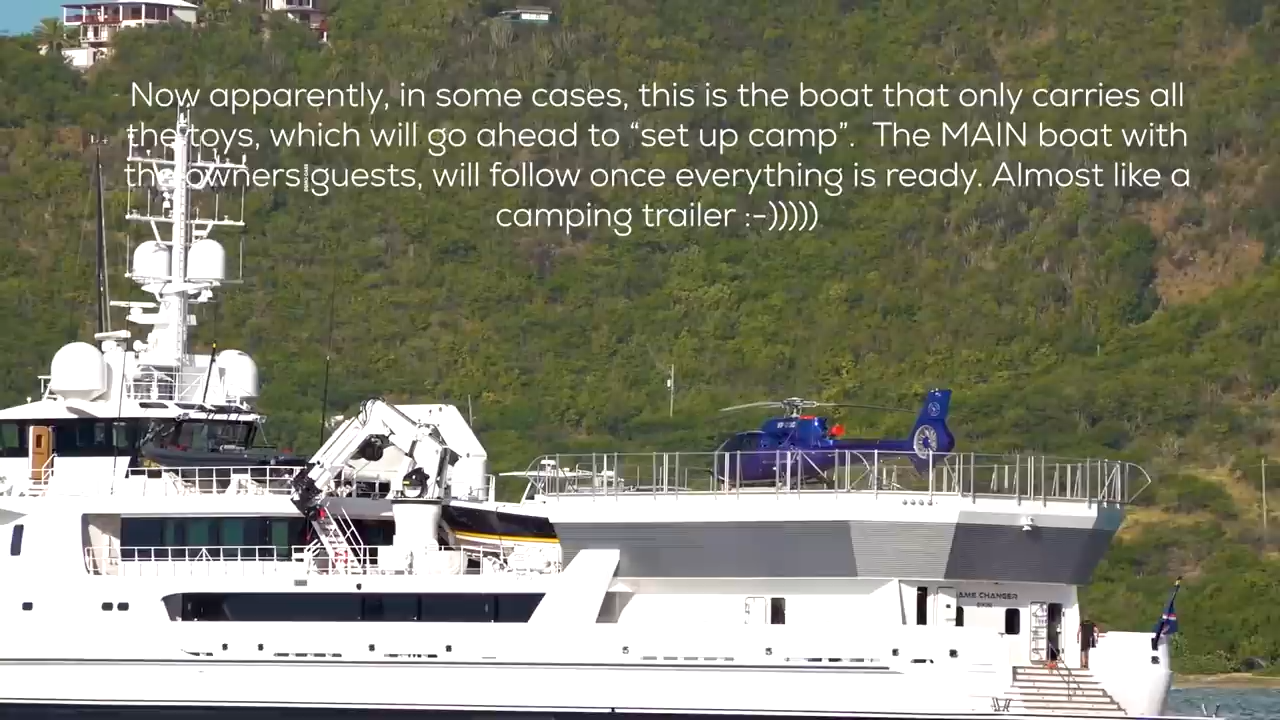 Now apparently, in some cases, this is the boat that only carries all
the toys, which will go ahead to “set up camp”.  The MAIN boat with
the owners guests, will follow once everything is ready. Almost like a
camping trailer :-)))))
AME CHANGER